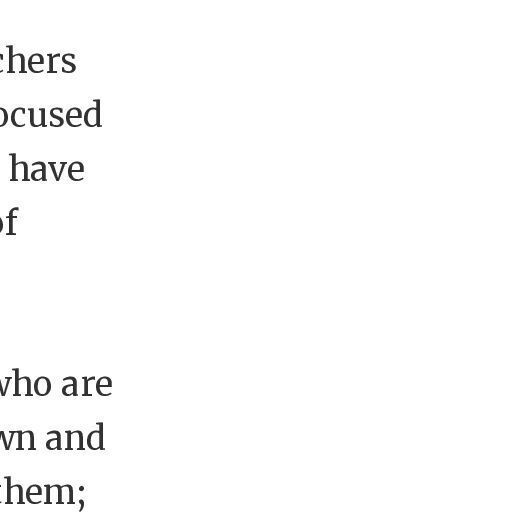 chers
ocused
have
of
who are
wn and
them;